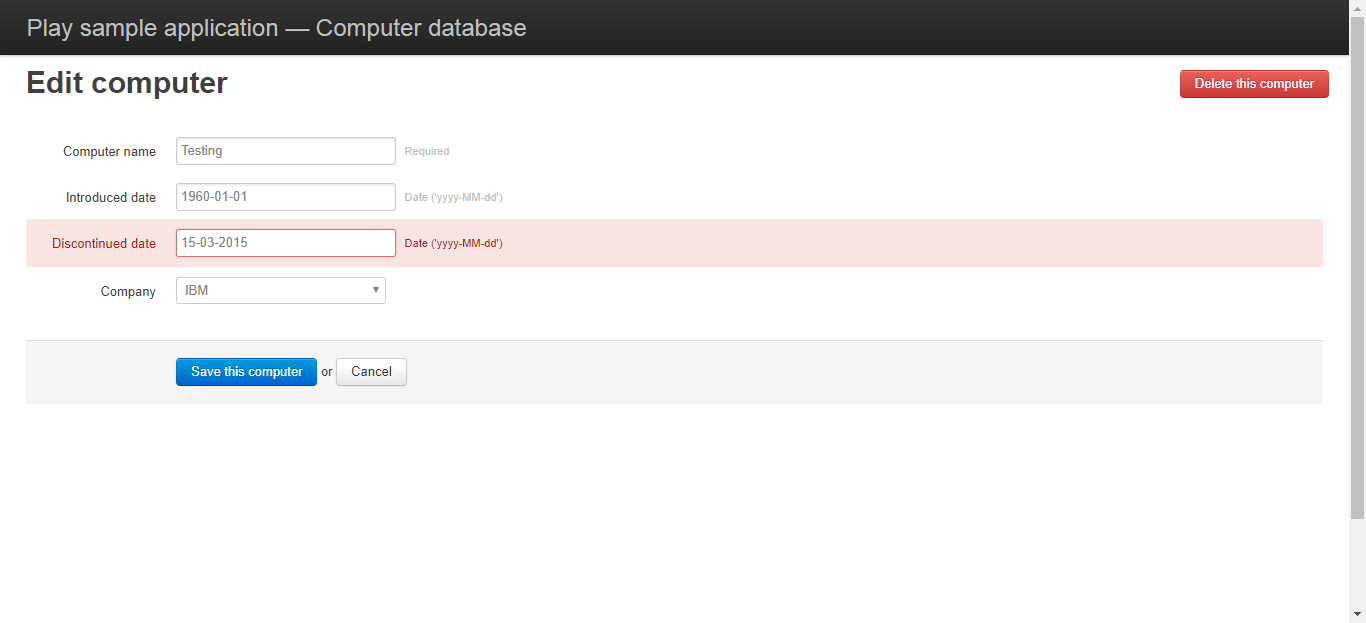 Play sample application — Computer database
Edit computer
Delete this computer
Computer name Testing Required
Introduced date 1960-01-01 Date ('yyyy-MM-dd')
Discontinued date 15-03-2015 Date ('yyyy-MM-dd')
Company IBM
Save this computer or Cancel